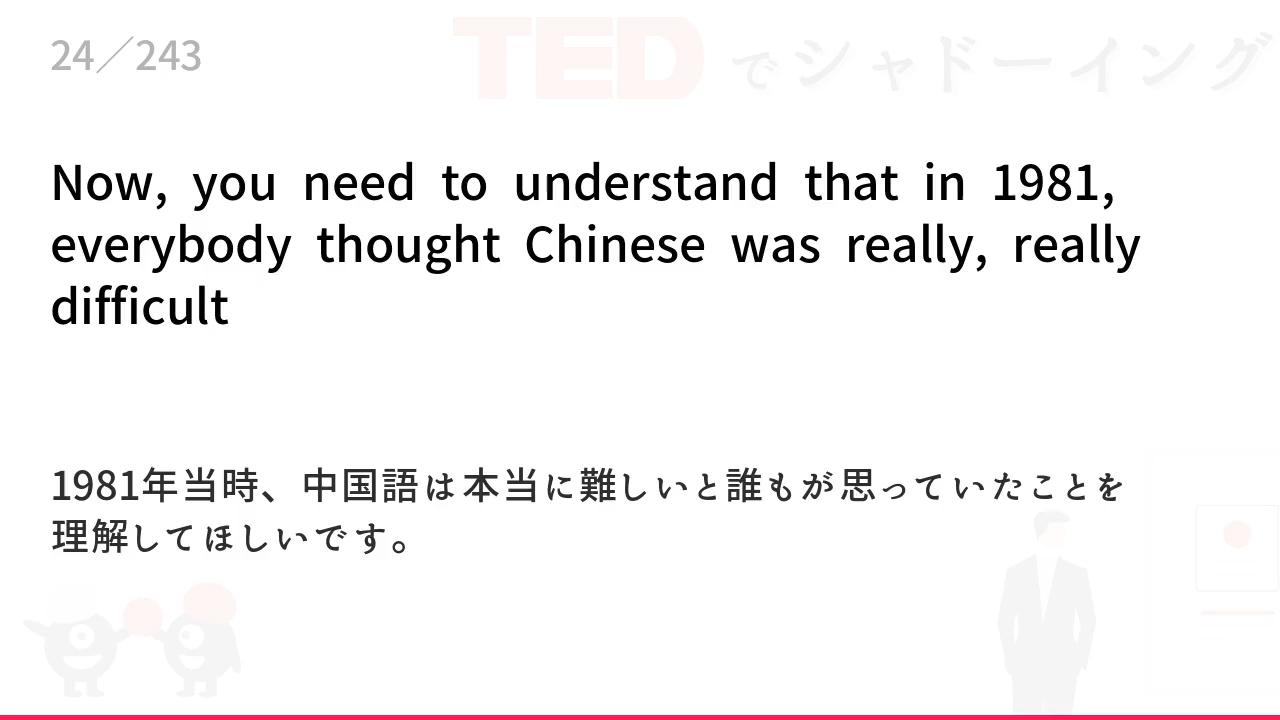 24／243
TEDでシャドーイング
Now, you need to understand that in 1981,
everybody thought Chinese was really, really
difficult
1981年当時、中国語は本当に難しいと誰もが思っていたことを
理解してほしいです。